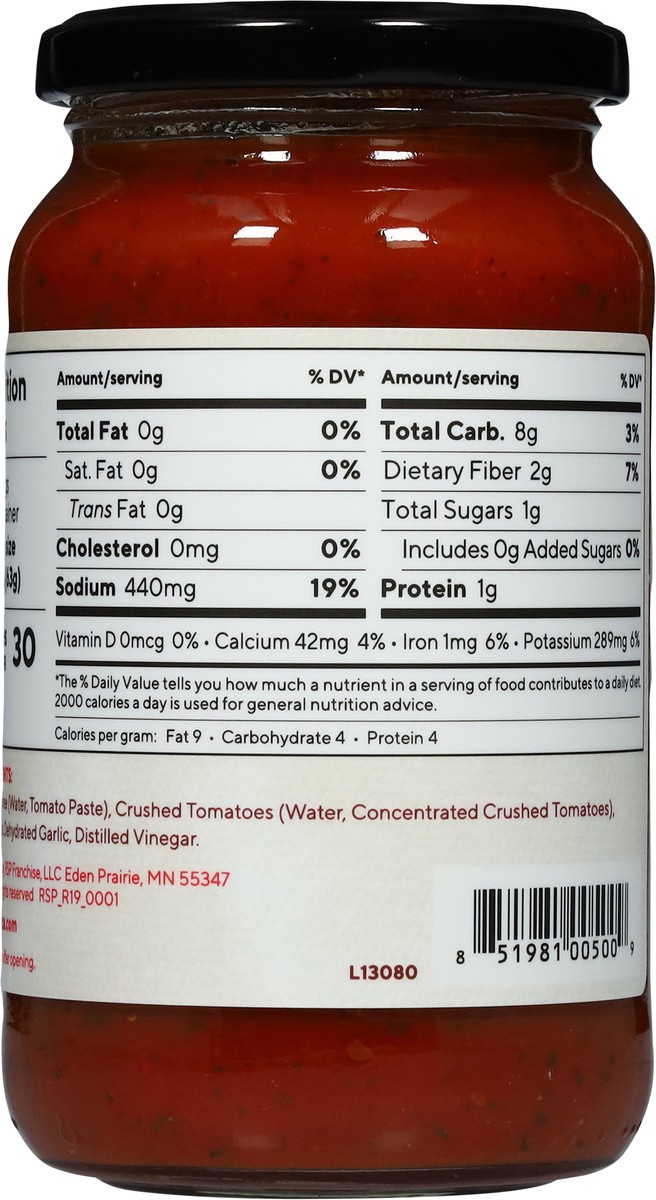 Amount/serving % DV* Amount/serving % DV*
Total Fat 0g 0% Total Carb. 8g 3%
Sat. Fat 0g 0% Dietary Fiber 2g 7%
Trans Fat 0g Total Sugars 1g
Cholesterol 0mg 0% Includes 0g Added Sugars 0%
Sodium 440mg 19% Protein 1g
30
Vitamin D 0mcg 0% • Calcium 42mg 4% • Iron 1mg 6% • Potassium 289mg 6%
*The % Daily Value tells you how much a nutrient in a serving of food contributes to a daily diet.
2000 calories a day is used for general nutrition advice.
Calories per gram: Fat 9 • Carbohydrate 4 • Protein 4
(Water, Tomato Paste), Crushed Tomatoes (Water, Concentrated Crushed Tomatoes),
Dehydrated Garlic, Distilled Vinegar.
RSP Franchise, LLC Eden Prairie, MN 55347
reserved RSP_R19_0001
opening.
L13080
8 51981 00500 9